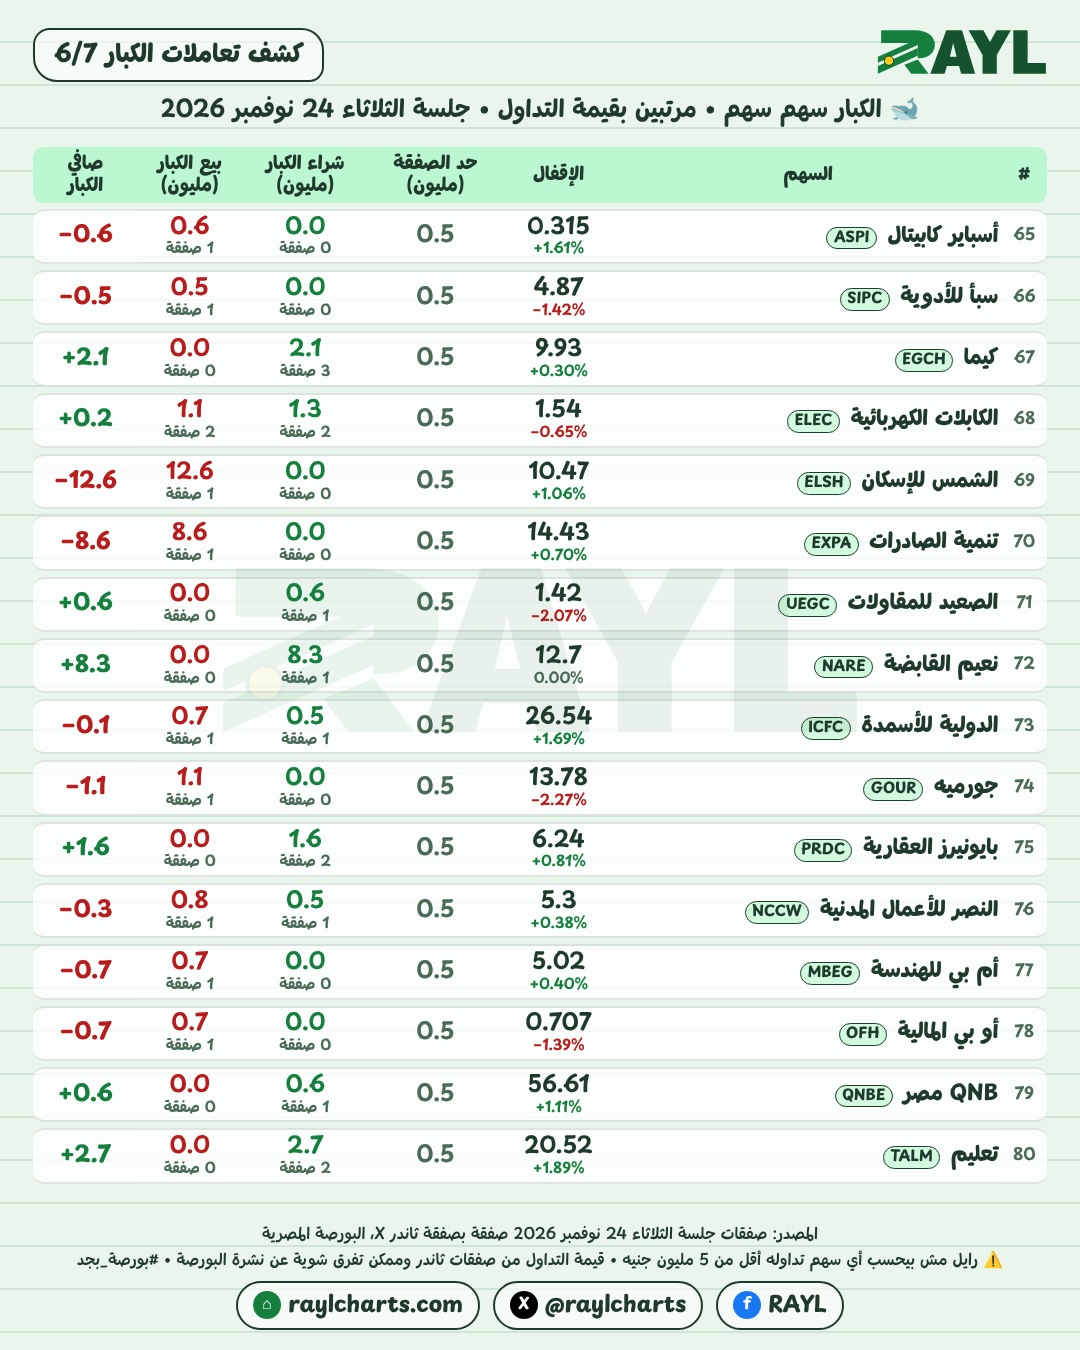 RAYL
كشف تعاملات الكبار 6/7
🐋 الكبار سهم سهم • مرتبين بقيمة التداول • جلسة الثلاثاء 24 نوفمبر 2026
# السهم الإقفال حد الصفقة (مليون) شراء الكبار (مليون) بيع الكبار (مليون) صافي الكبار
65 أسباير كابيتال ASPI 0.315 0.5 0.0 0.6 −0.6
+1.61% 0 صفقة 1 صفقة
66 سبأ للأدوية SIPC 4.87 0.5 0.0 0.5 −0.5
−1.42% 0 صفقة 1 صفقة
67 كيما EGCH 9.93 0.5 2.1 0.0 +2.1
+0.30% 3 صفقة 0 صفقة
68 الكابلات الكهربائية ELEC 1.54 0.5 1.3 1.1 +0.2
−0.65% 2 صفقة 2 صفقة
69 الشمس للإسكان ELSH 10.47 0.5 0.0 12.6 −12.6
+1.06% 0 صفقة 1 صفقة
70 تنمية الصادرات EXPA 14.43 0.5 0.0 8.6 −8.6
+0.70% 0 صفقة 1 صفقة
71 الصعيد للمقاولات UEGC 1.42 0.5 0.6 0.0 +0.6
−2.07% 1 صفقة 0 صفقة
72 نعيم القابضة NARE 12.7 0.5 8.3 0.0 +8.3
0.00% 1 صفقة 0 صفقة
73 الدولية للأسمدة ICFC 26.54 0.5 0.5 0.7 −0.1
+1.69% 1 صفقة 1 صفقة
74 جورميه GOUR 13.78 0.5 0.0 1.1 −1.1
−2.27% 0 صفقة 1 صفقة
75 بايونيرز العقارية PRDC 6.24 0.5 1.6 0.0 +1.6
+0.81% 2 صفقة 0 صفقة
76 النصر للأعمال المدنية NCCW 5.3 0.5 0.5 0.8 −0.3
+0.38% 1 صفقة 1 صفقة
77 أم بي للهندسة MBEG 5.02 0.5 0.0 0.7 −0.7
+0.40% 0 صفقة 1 صفقة
78 أو بي المالية OFH 0.707 0.5 0.0 0.7 −0.7
−1.39% 0 صفقة 1 صفقة
79 QNB مصر QNBE 56.61 0.5 0.6 0.0 +0.6
+1.11% 1 صفقة 0 صفقة
80 تعليم TALM 20.52 0.5 2.7 0.0 +2.7
+1.89% 2 صفقة 0 صفقة
RAYL
المصدر: صفقات جلسة الثلاثاء 24 نوفمبر 2026 صفقة بصفقة ثاندر X، البورصة المصرية
⚠️ رايل مش بيحسب أي سهم تداوله أقل من 5 مليون جنيه • قيمة التداول من صفقات ثاندر وممكن تفرق شوية عن نشرة البورصة • #بورصة_بجد
raylcharts.com X @raylcharts f RAYL